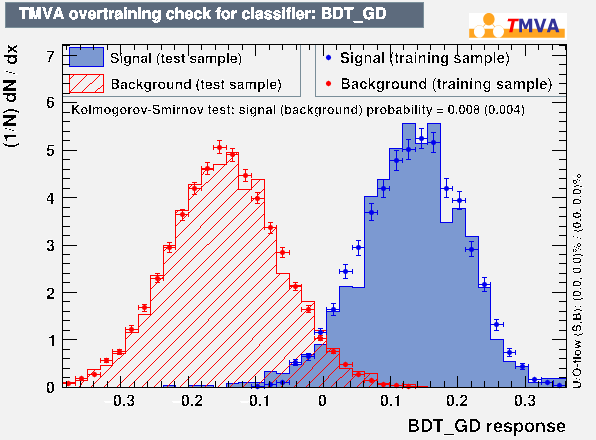 TMVA overtraining check for classifier: BDT_GD
TMVA
Signal (test sample)
Background (test sample)
Signal (training sample)
Background (training sample)
Kolmogorov-Smirnov test: signal (background) probability = 0.008 (0.004)
(1/N) dN / dx
7
6
5
4
3
2
1
0
-0.3 -0.2 -0.1 0 0.1 0.2 0.3
BDT_GD response
U/O-flow (S,B): (0.0, 0.0)% / (0.0, 0.0)%